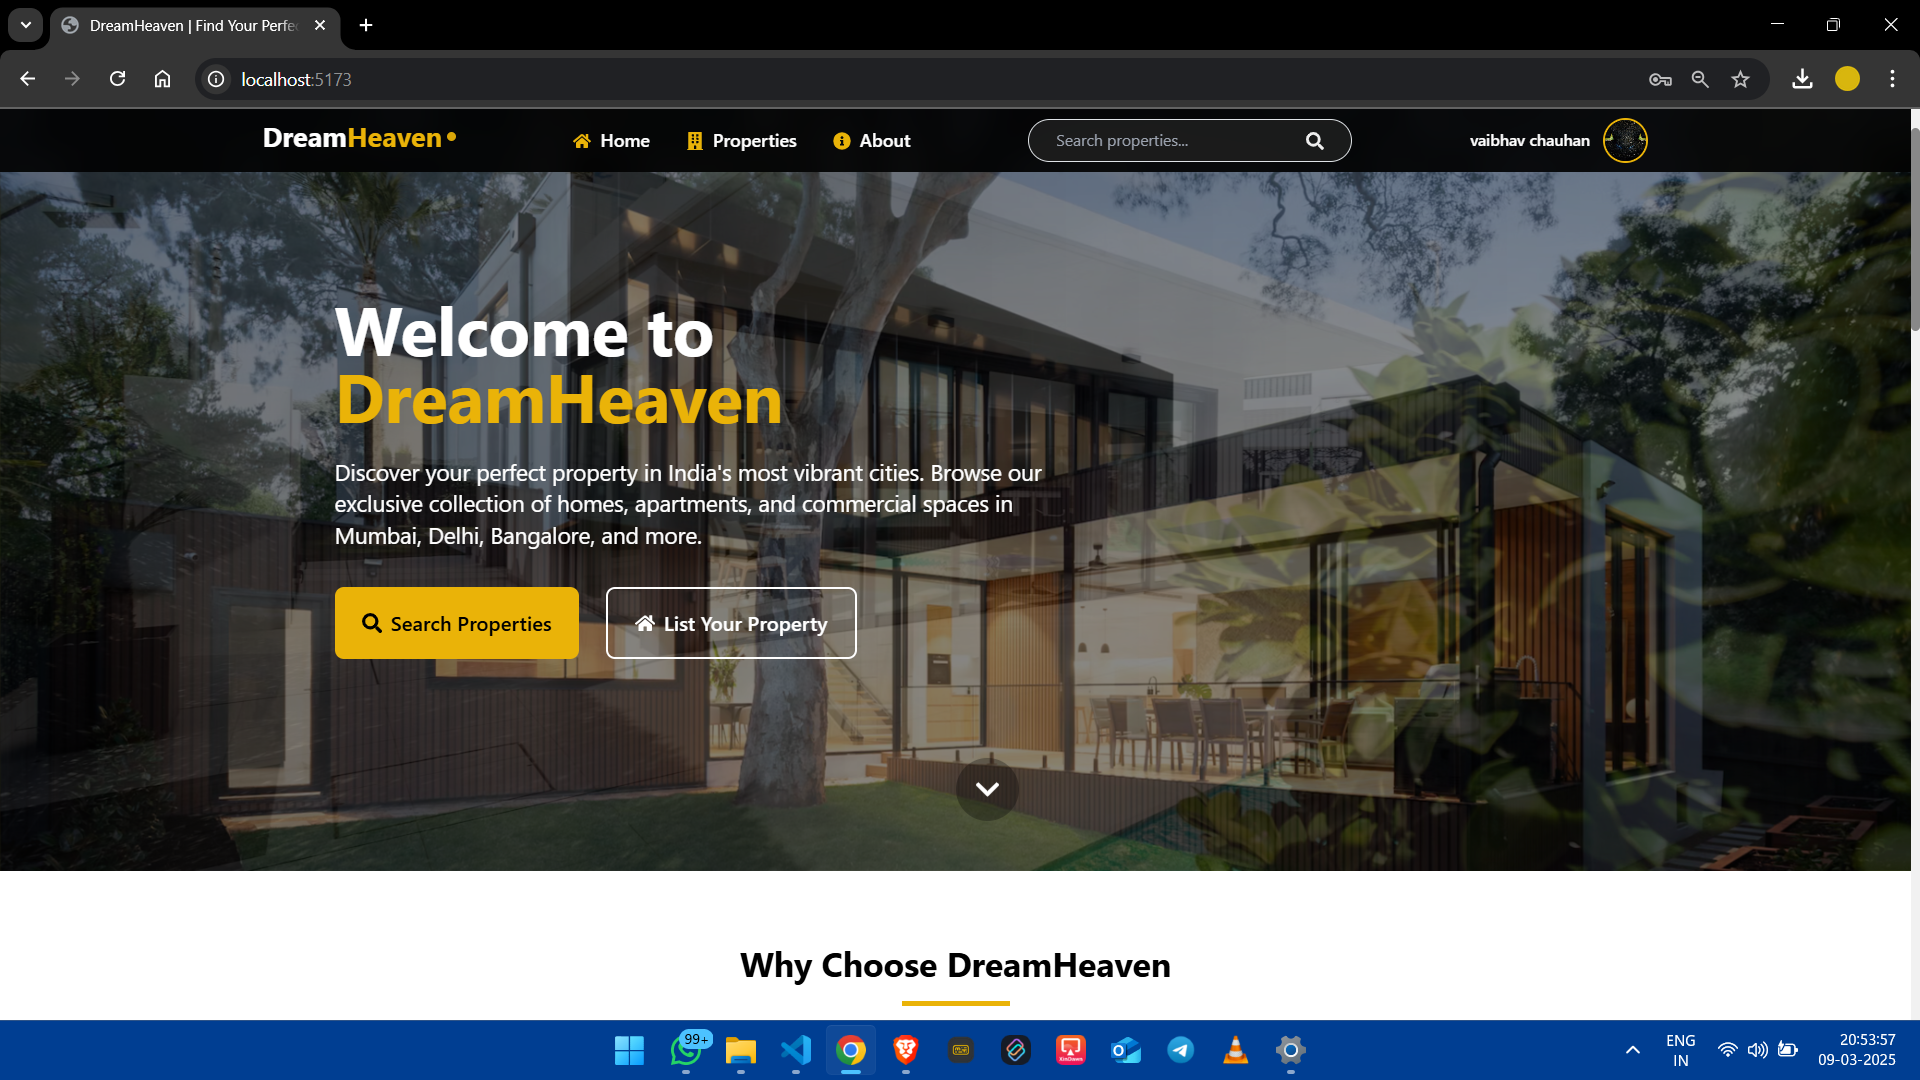 DreamHeaven | Find Your Perfe
localhost:5173
DreamHeaven
Home
Properties
About
Search properties...
vaibhav chauhan
Welcome to
DreamHeaven
Discover your perfect property in India's most vibrant cities. Browse our
exclusive collection of homes, apartments, and commercial spaces in
Mumbai, Delhi, Bangalore, and more.
Search Properties
List Your Property
Why Choose DreamHeaven
99+
ENG
IN
20:53:57
09-03-2025